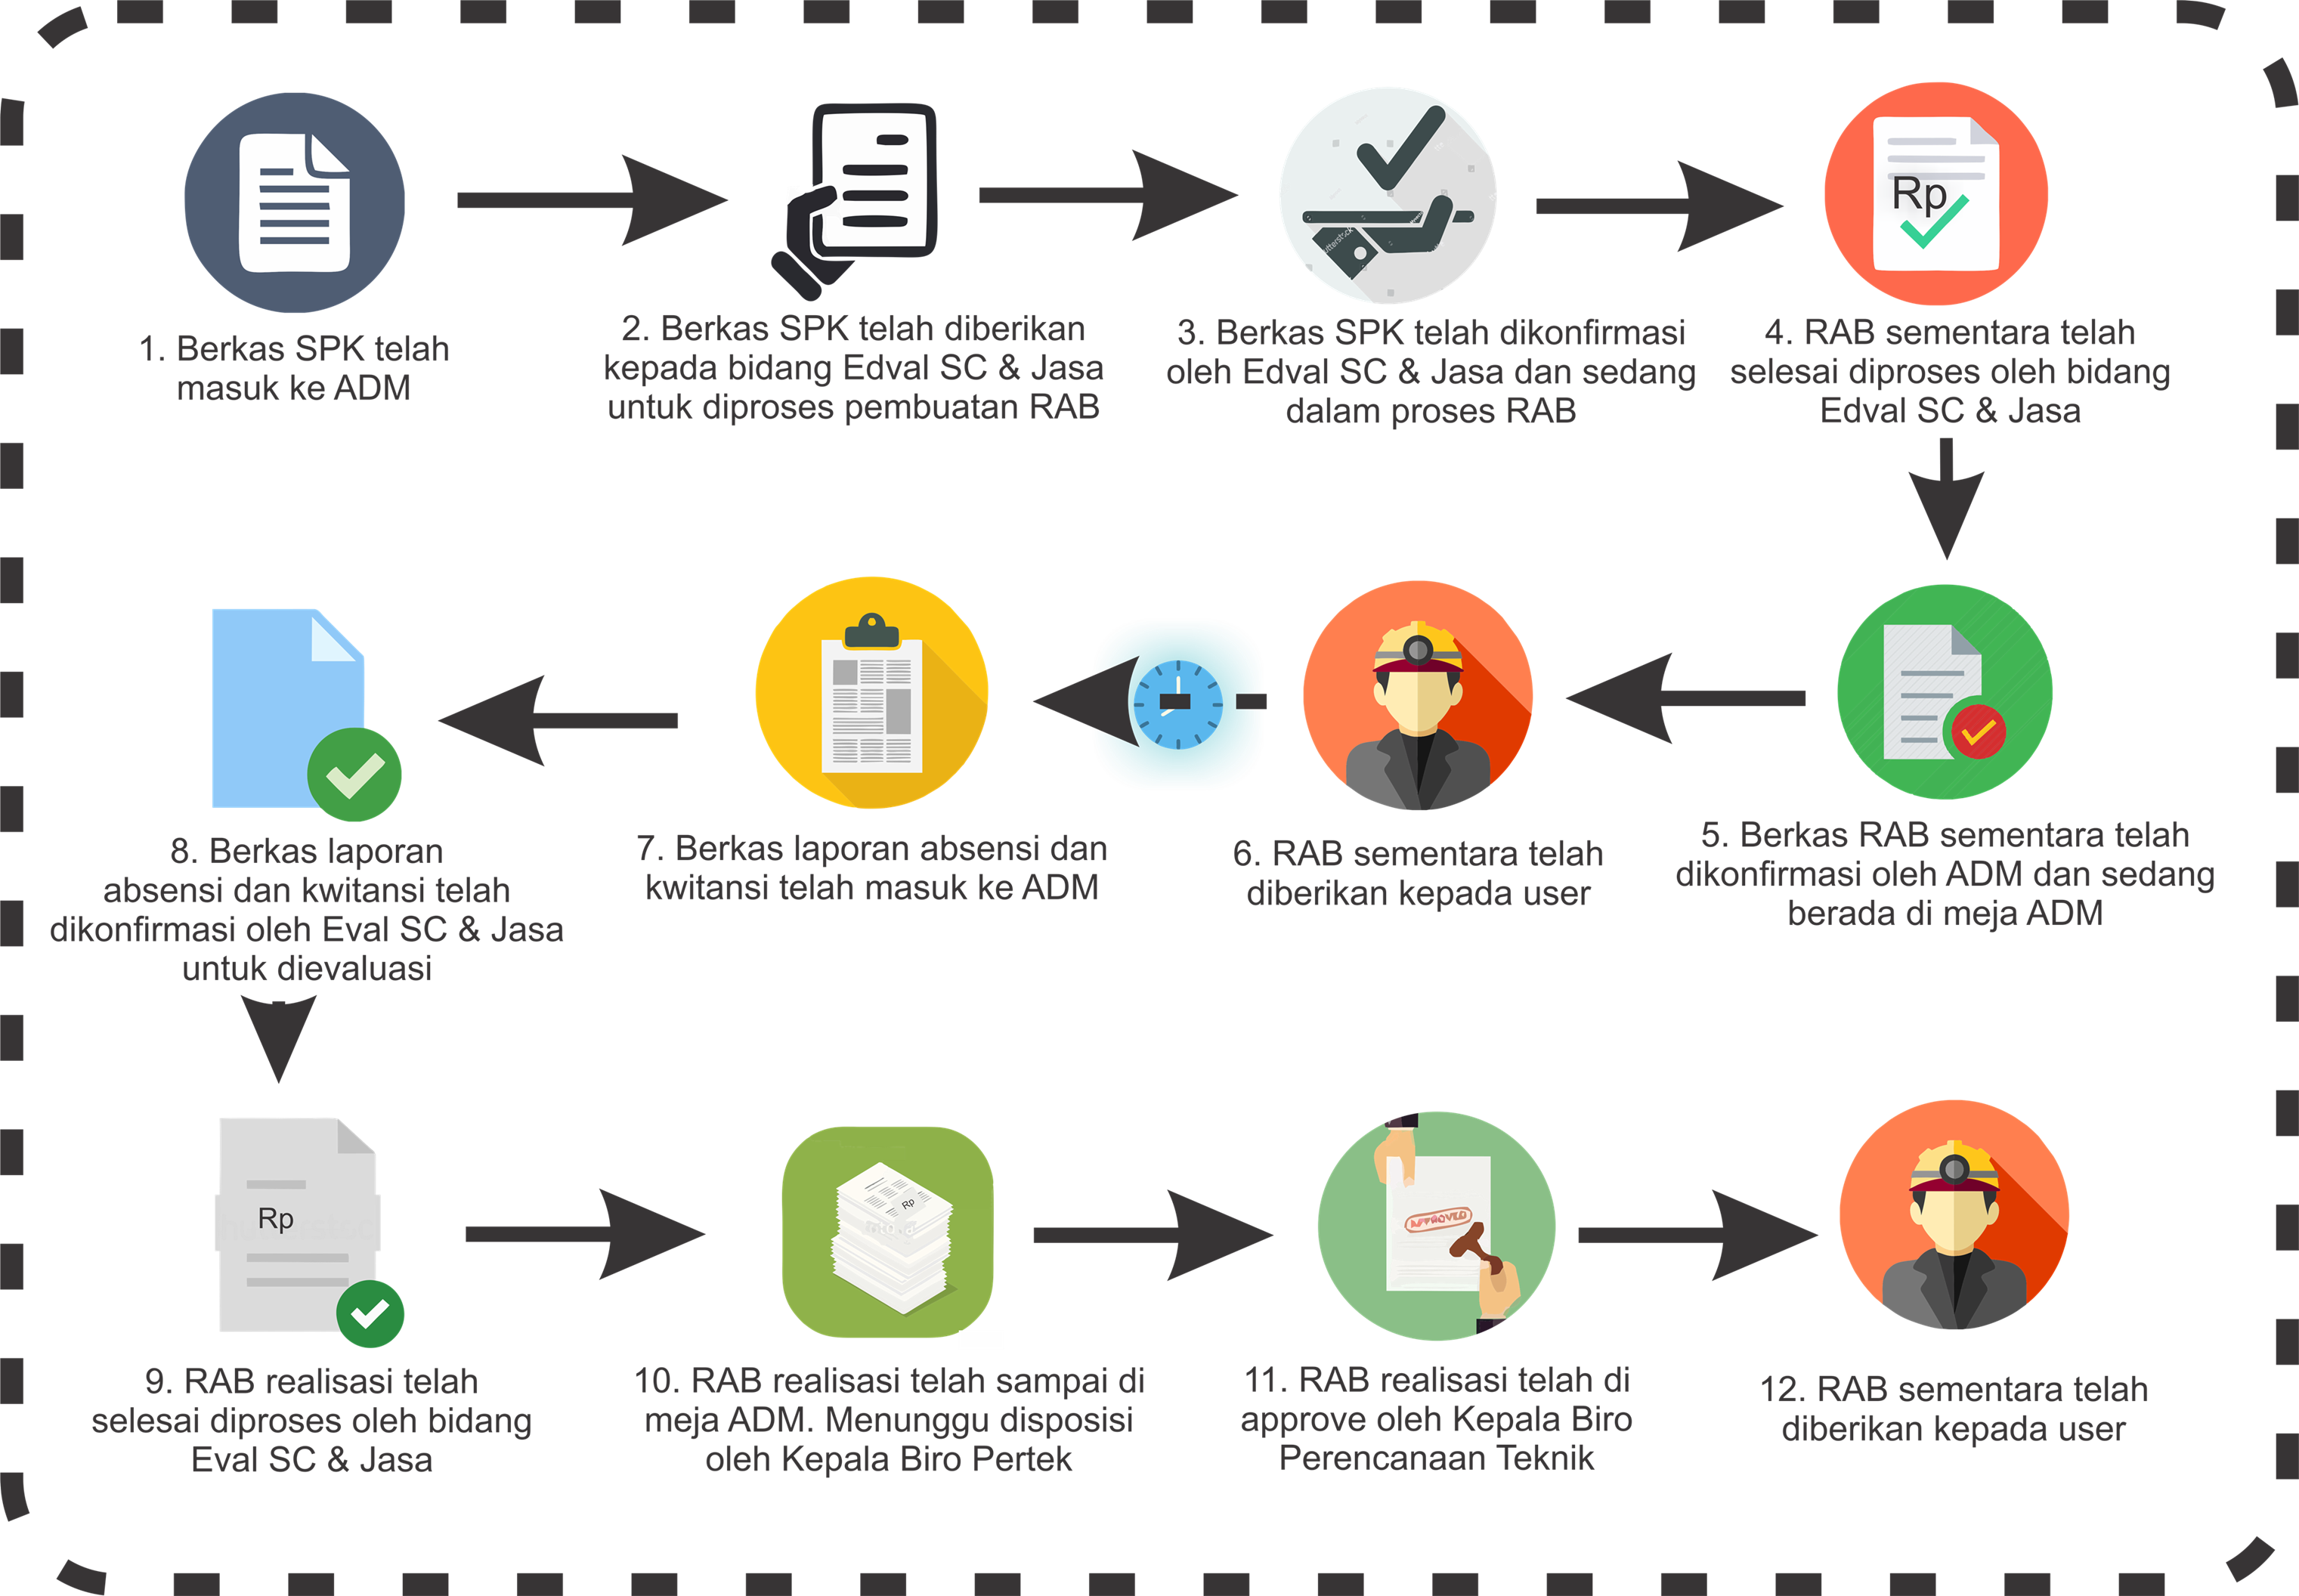 Rp
1. Berkas SPK telah
masuk ke ADM
2. Berkas SPK telah diberikan
kepada bidang Edval SC & Jasa
untuk diproses pembuatan RAB
3. Berkas SPK telah dikonfirmasi
oleh Edval SC & Jasa dan sedang
dalam proses RAB
4. RAB sementara telah
selesai diproses oleh bidang
Edval SC & Jasa
5. Berkas RAB sementara telah
dikonfirmasi oleh ADM dan sedang
berada di meja ADM
6. RAB sementara telah
diberikan kepada user
7. Berkas laporan absensi dan
kwitansi telah masuk ke ADM
8. Berkas laporan
absensi dan kwitansi telah
dikonfirmasi oleh Eval SC & Jasa
untuk dievaluasi
Rp
Rp
APPROVED
9. RAB realisasi telah
selesai diproses oleh bidang
Eval SC & Jasa
10. RAB realisasi telah sampai di
meja ADM. Menunggu disposisi
oleh Kepala Biro Pertek
11. RAB realisasi telah di
approve oleh Kepala Biro
Perencanaan Teknik
12. RAB sementara telah
diberikan kepada user